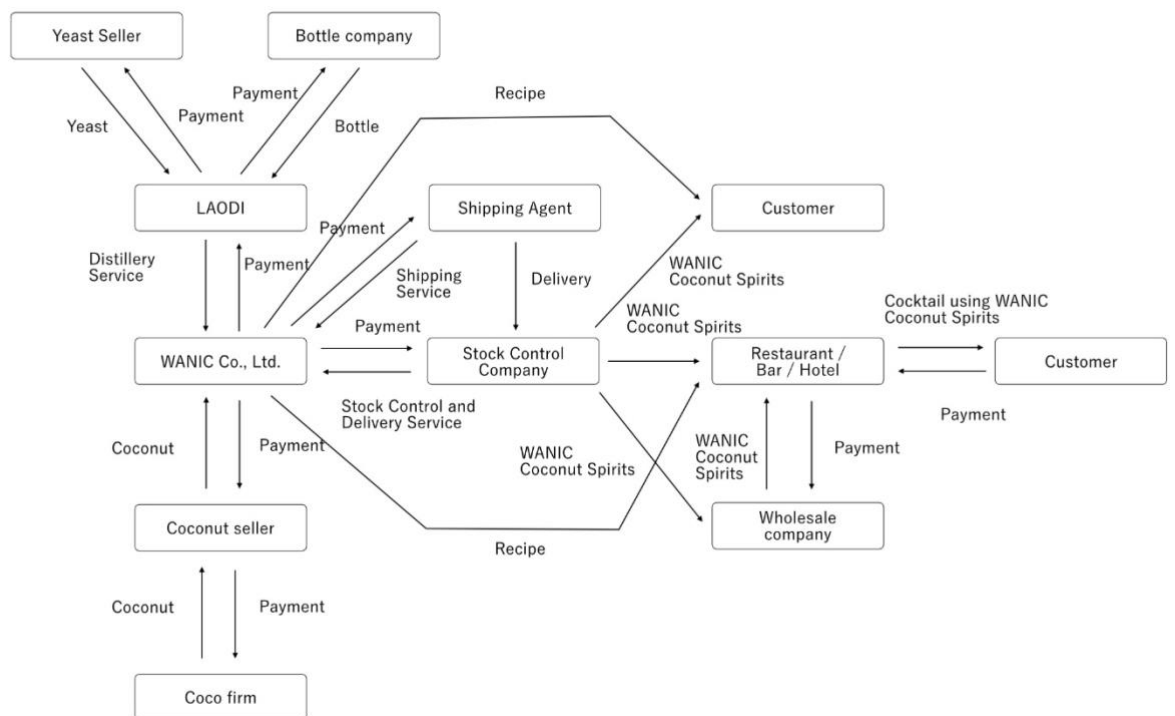 Yeast Seller
Bottle company
Payment
Recipe
Payment
Yeast
Bottle
LAODI
Shipping Agent
Customer
Payment
Distillery
Service
Payment
Shipping
Service
Delivery
WANIC
Coconut Spirits
Payment
WANIC
Coconut Spirits
Cocktail using WANIC
Coconut Spirits
WANIC Co., Ltd.
Stock Control
Company
Restaurant /
Bar / Hotel
Customer
Stock Control and
Delivery Service
Payment
Coconut
Payment
WANIC
Coconut Spirits
WANIC
Coconut
Spirits
Payment
Coconut seller
Wholesale
company
Recipe
Coconut
Payment
Coco firm